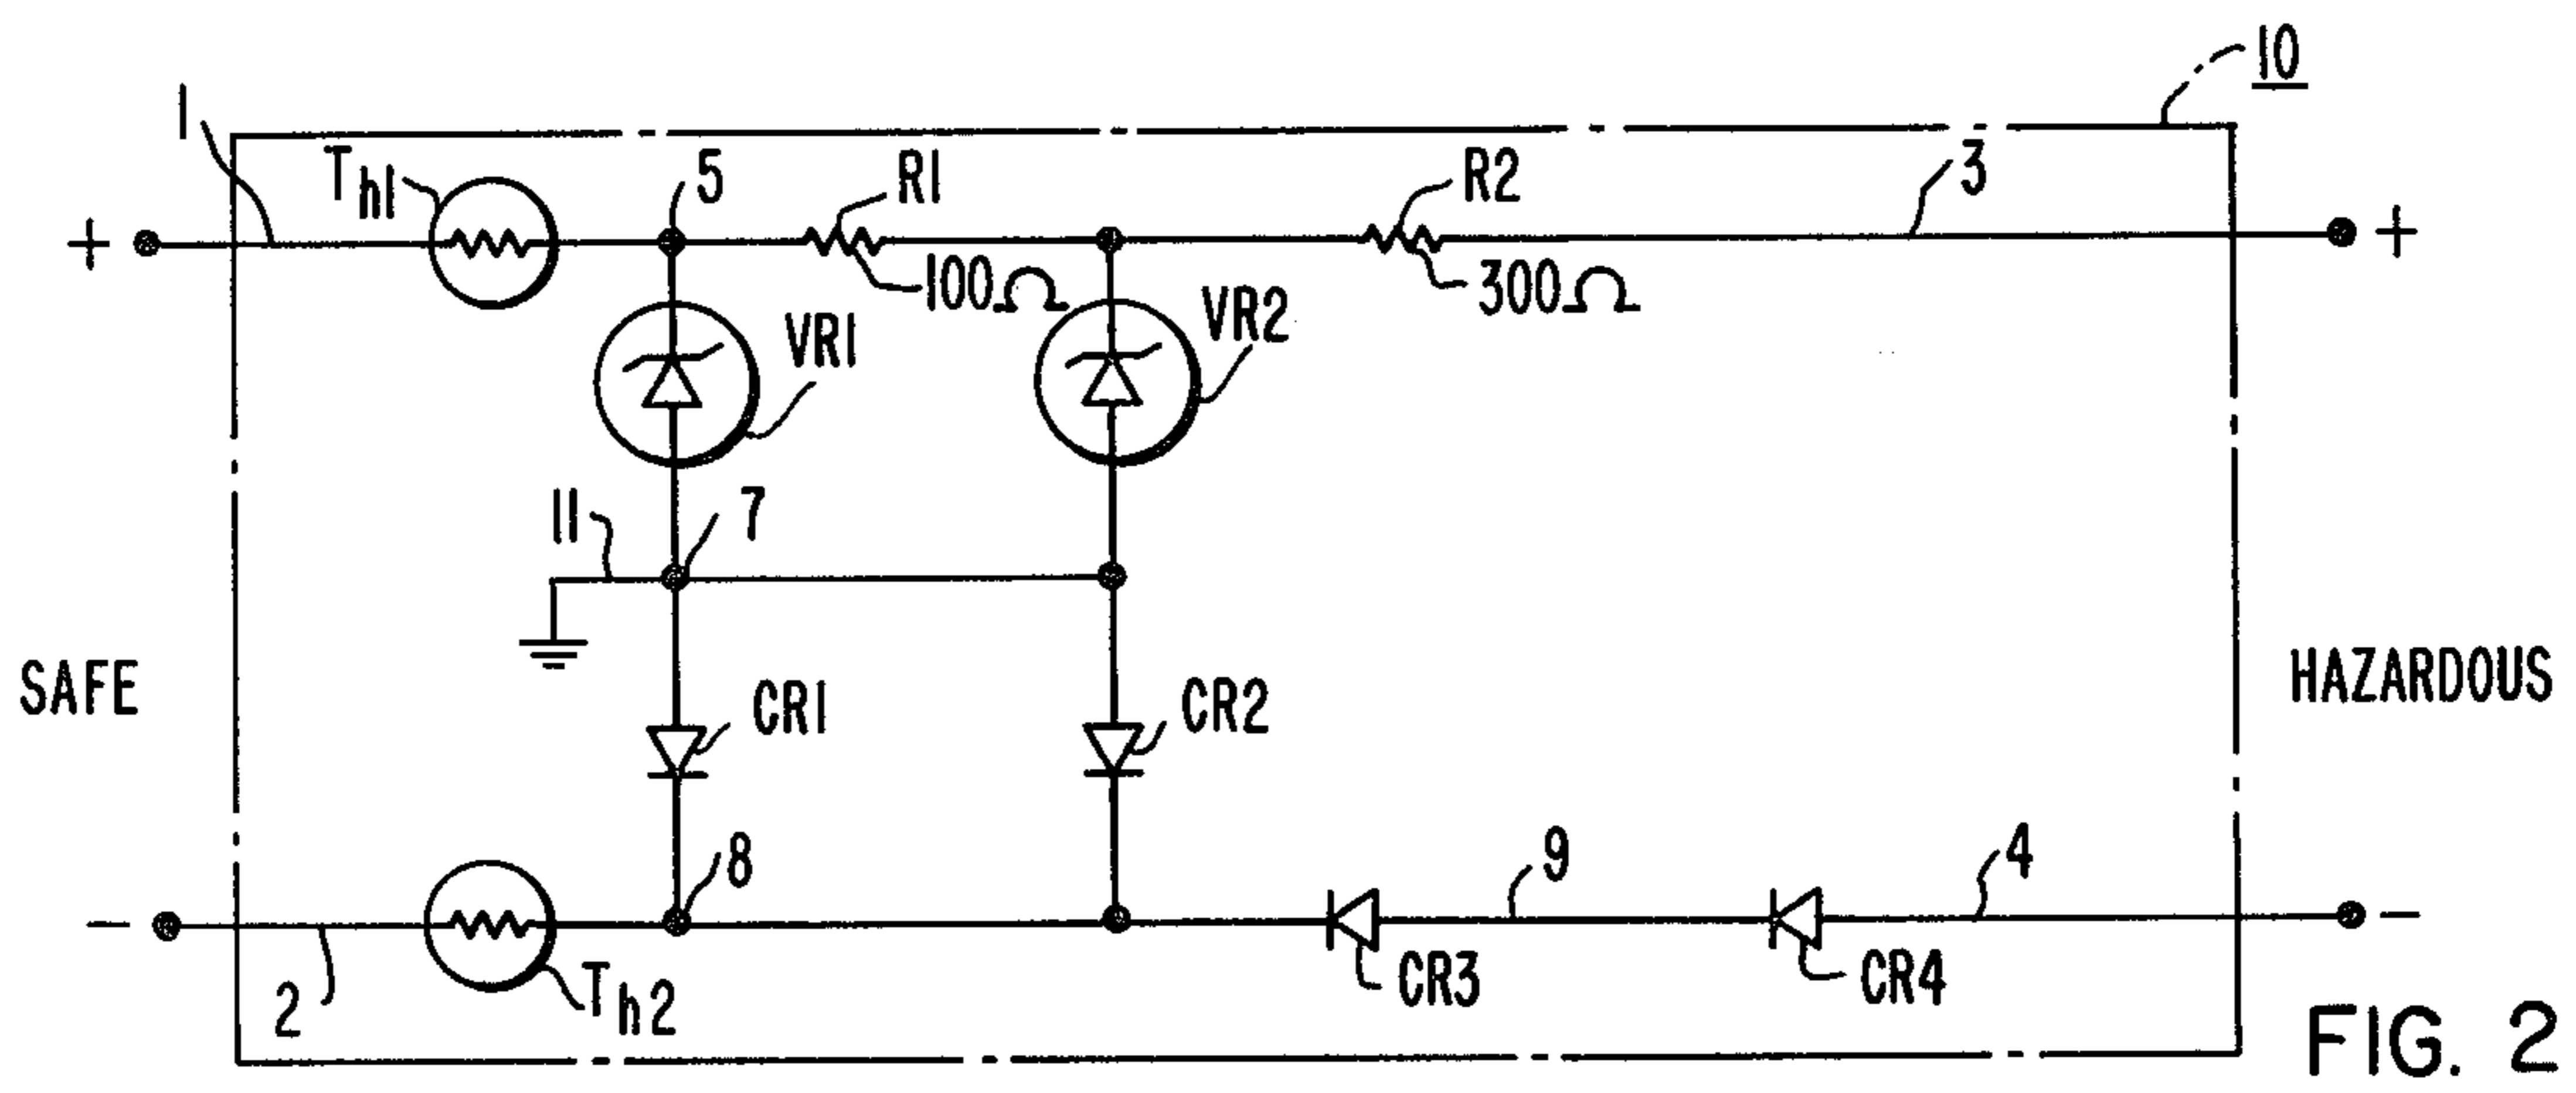 10
1
Th1
5
R1
R2
3
+
+
100Ω
300Ω
VR1
VR2
11
7
SAFE
HAZARDOUS
CR1
CR2
8
9
4
−
−
2
Th2
CR3
CR4
FIG. 2